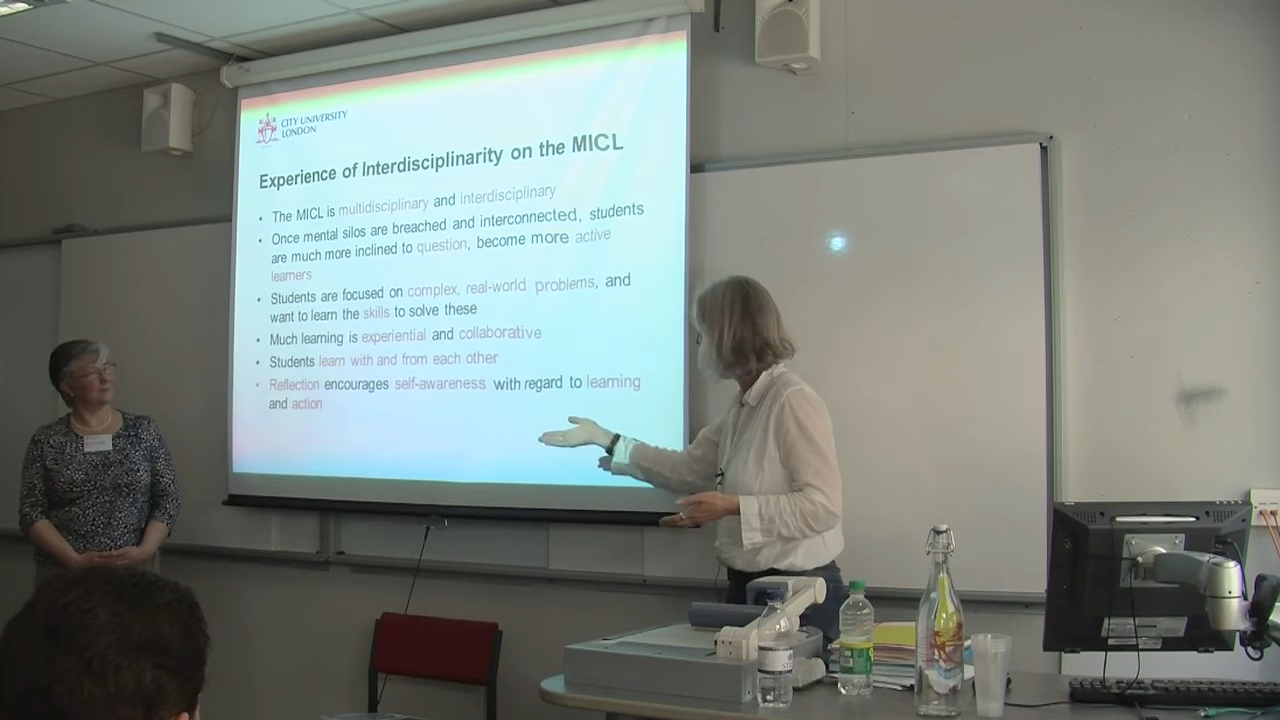 CITY UNIVERSITY
LONDON
Experience of Interdisciplinarity on the MICL
• The MICL is multidisciplinary and interdisciplinary
• Once mental silos are breached and interconnected, students
are much more inclined to question, become more active
learners
• Students are focused on complex, real-world problems, and
want to learn the skills to solve these
• Much learning is experiential and collaborative
• Students learn with and from each other
• Reflection encourages self-awareness with regard to learning
and action